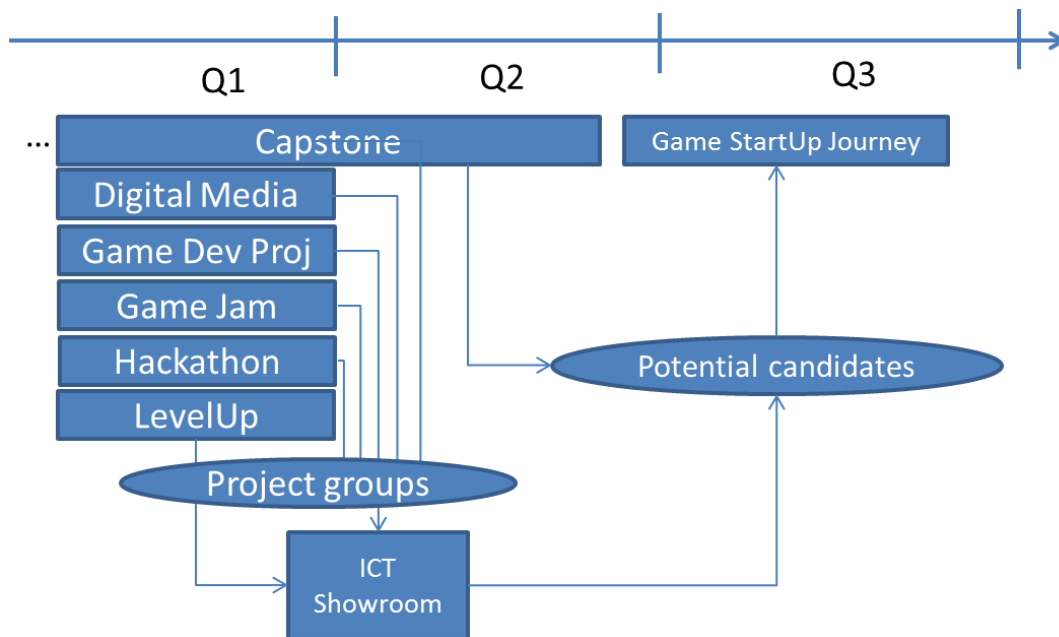 Q1
Q2
Q3
...
Capstone
Game StartUp Journey
Digital Media
Game Dev Proj
Game Jam
Hackathon
Potential candidates
LevelUp
Project groups
ICT
Showroom